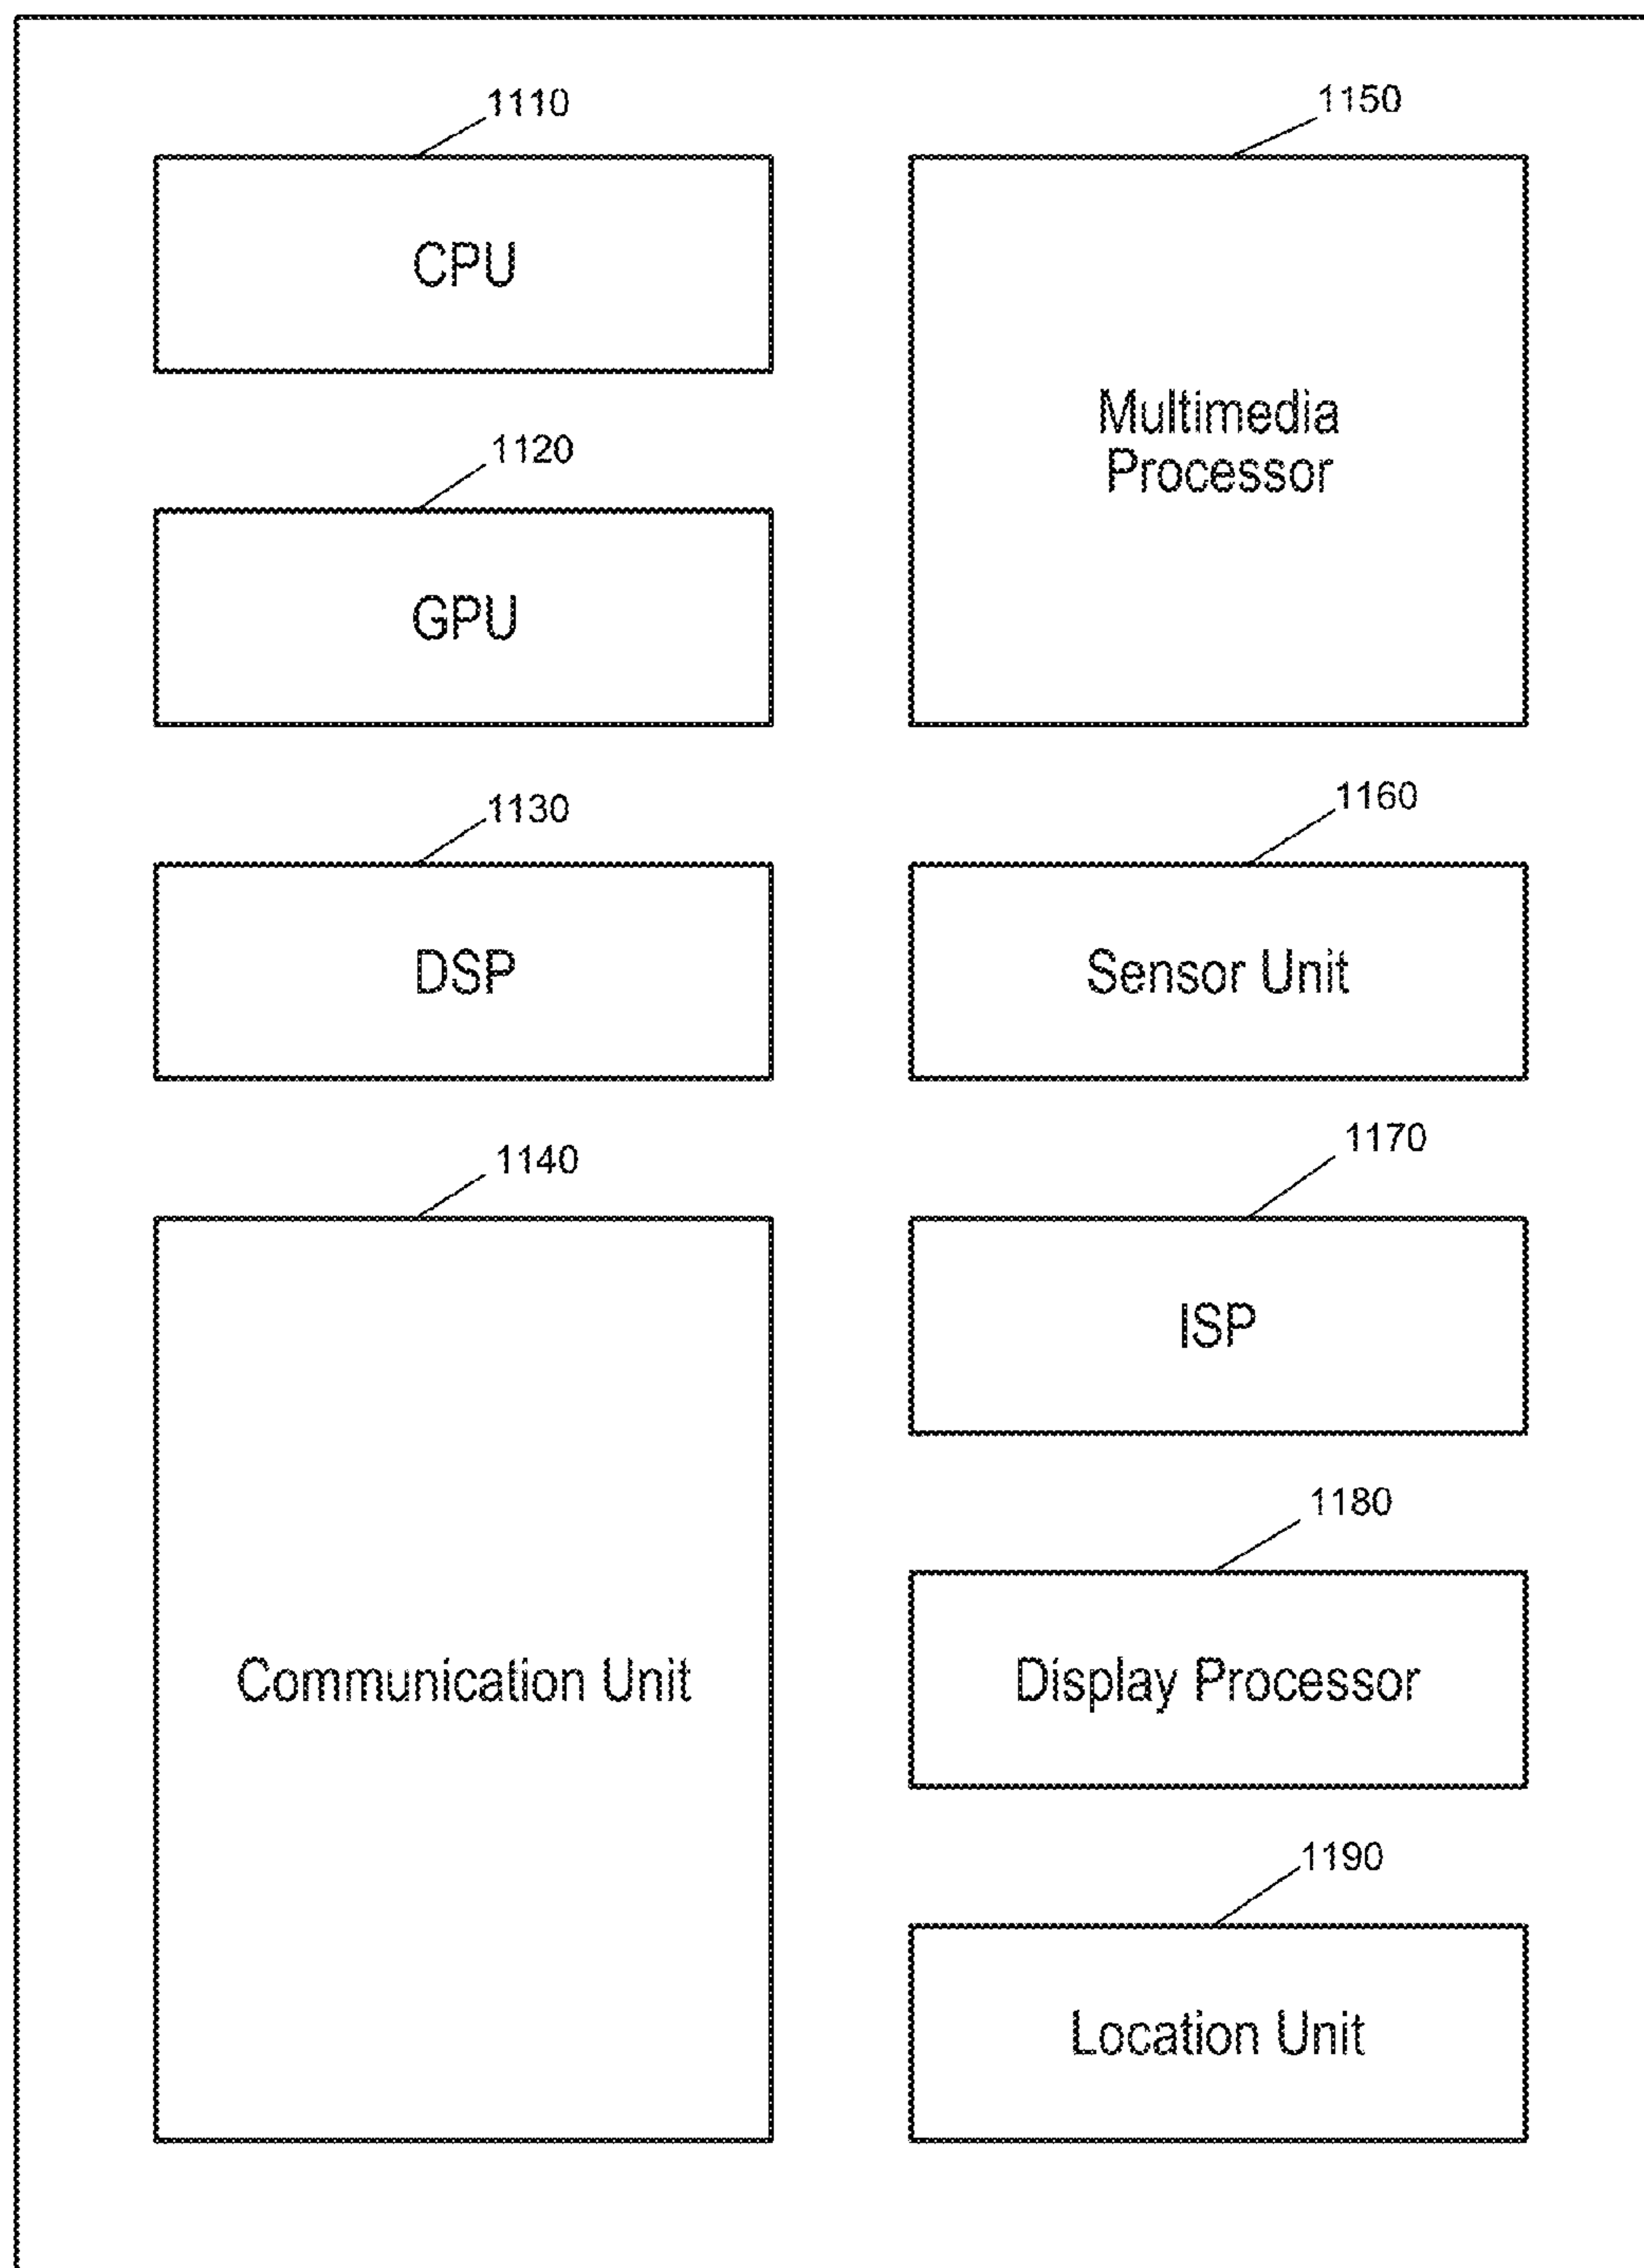 1110
CPU
1120
GPU
1130
DSP
1140
Communication Unit
1150
Multimedia
Processor
1160
Sensor Unit
1170
ISP
1180
Display Processor
1190
Location Unit